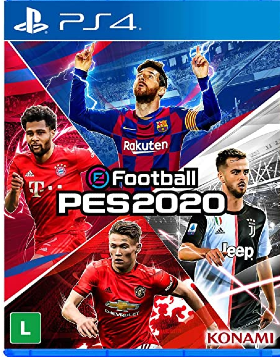 PS4
Rakuten
eFootball
PES2020
T
Jeep
CHEVROLET
L
KONAMI